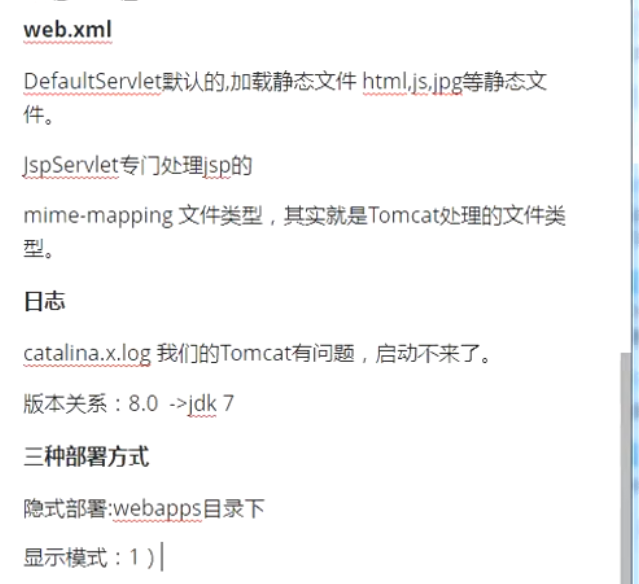 web.xml
DefaultServlet默认的,加载静态文件 html,js,jpg等静态文
件。
JspServlet专门处理jsp的
mime-mapping 文件类型，其实就是Tomcat处理的文件类
型。
日志
catalina.x.log 我们的Tomcat有问题，启动不来了。
版本关系：8.0 ->jdk 7
三种部署方式
隐式部署:webapps目录下
显示模式：1）